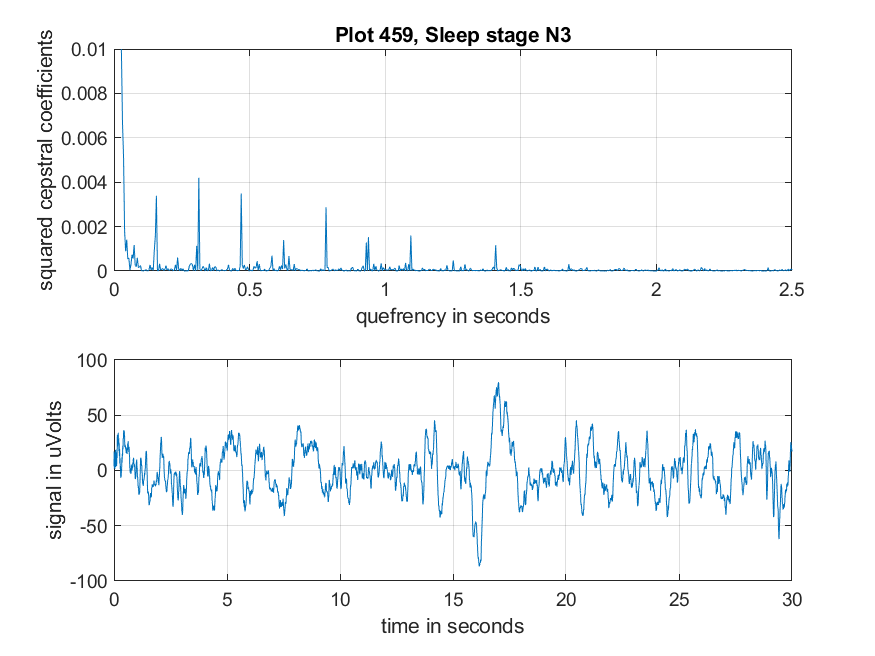 Plot 459, Sleep stage N3
squared cepstral coefficients
0.01
0.008
0.006
0.004
0.002
0
0 0.5 1 1.5 2 2.5
quefrency in seconds
signal in uVolts
100
50
0
-50
-100
0 5 10 15 20 25 30
time in seconds